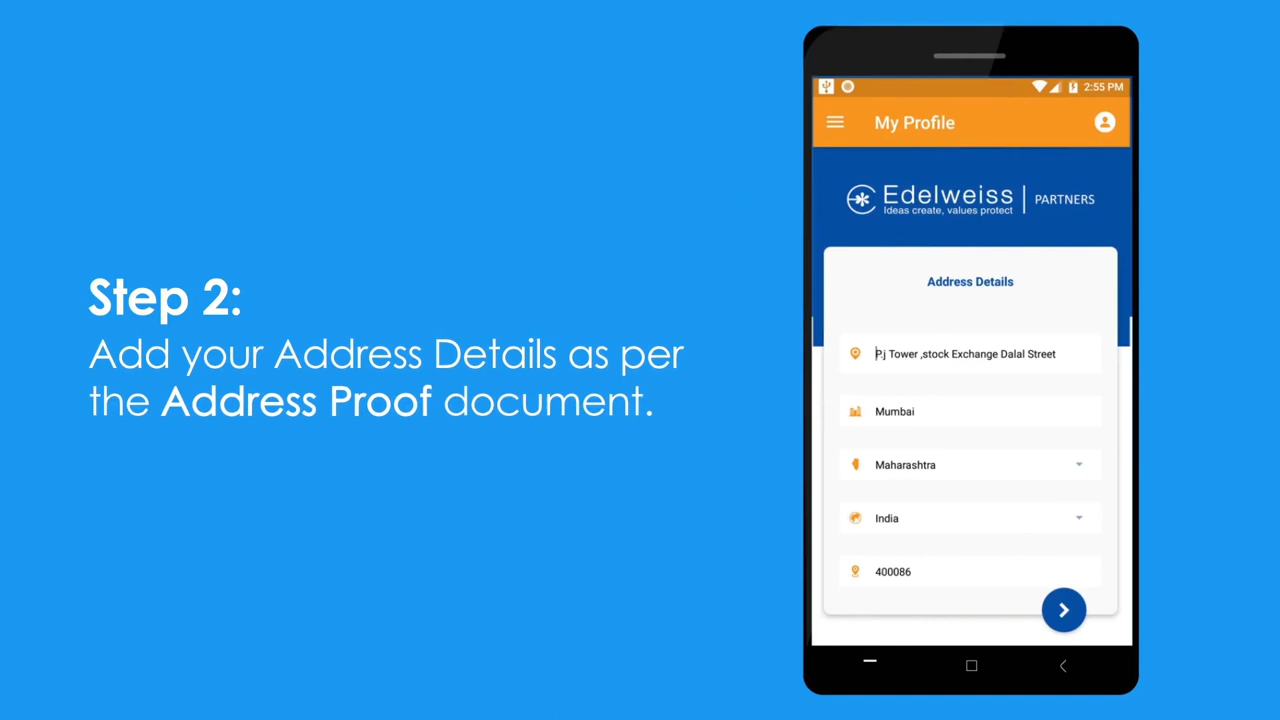 Step 2:
Add your Address Details as per
the Address Proof document.
2:55 PM
My Profile
Edelweiss | PARTNERS
Ideas create, values protect
Address Details
P.j Tower ,stock Exchange Dalal Street
Mumbai
Maharashtra
India
400086